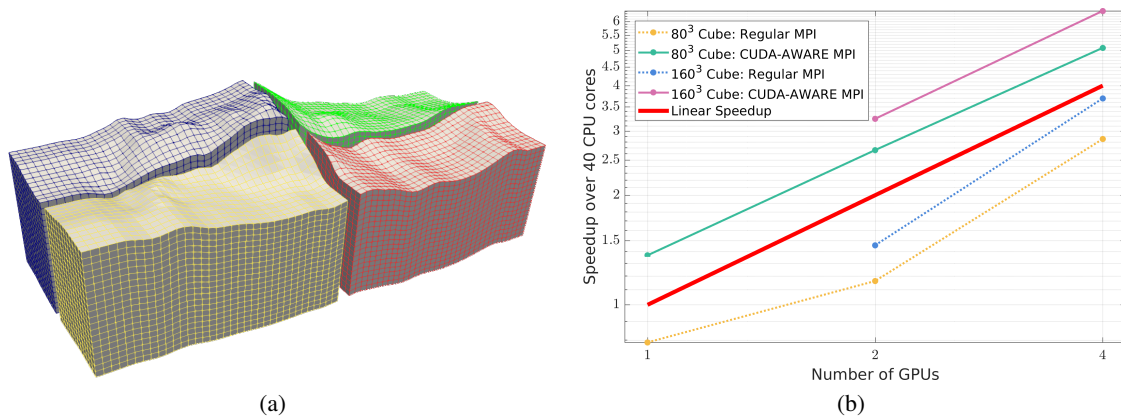 (a)
Speedup over 40 CPU cores
6
5
4.5
4
3.5
3
2.5
2
1.5
1
80³ Cube: Regular MPI
80³ Cube: CUDA-AWARE MPI
160³ Cube: Regular MPI
160³ Cube: CUDA-AWARE MPI
Linear Speedup
1
2
4
Number of GPUs
(b)